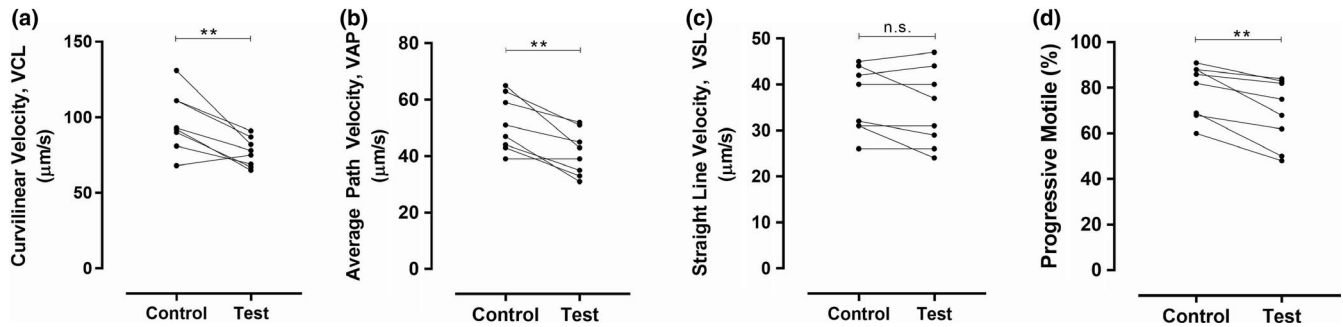 (a)
Curvilinear Velocity, VCL
(μm/s)
150
100
50
0
**
Control Test
(b)
Average Path Velocity, VAP
(μm/s)
80
60
40
20
0
**
Control Test
(c)
Straight Line Velocity, VSL
(μm/s)
50
40
30
20
10
0
n.s.
Control Test
(d)
Progressive Motile (%)
100
80
60
40
20
0
**
Control Test